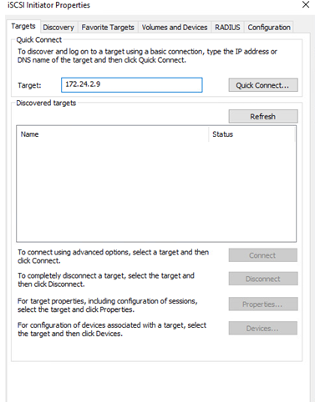 iSCSI Initiator Properties
Targets Discovery Favorite Targets Volumes and Devices RADIUS Configuration
Quick Connect
To discover and log on to a target using a basic connection, type the IP address or
DNS name of the target and then click Quick Connect.
Target: 172.24.2.9 Quick Connect...
Discovered targets
Refresh
Name Status
To connect using advanced options, select a target and then
click Connect.
Connect
To completely disconnect a target, select the target and
then click Disconnect.
Disconnect
For target properties, including configuration of sessions,
select the target and click Properties.
Properties...
For configuration of devices associated with a target, select
the target and then click Devices.
Devices...